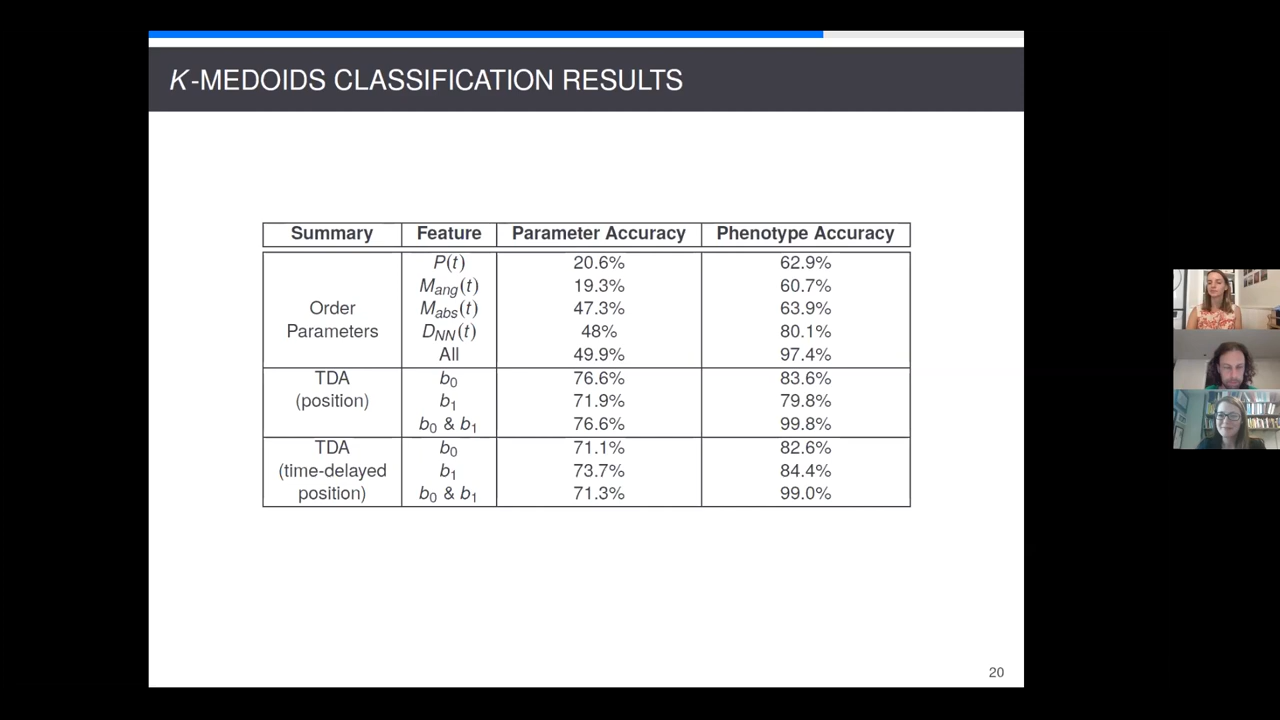 K-MEDOIDS CLASSIFICATION RESULTS
Summary Feature Parameter Accuracy Phenotype Accuracy
P(t) 20.6% 62.9%
M_ang(t) 19.3% 60.7%
Order M_abs(t) 47.3% 63.9%
Parameters D_NN(t) 48% 80.1%
All 49.9% 97.4%
TDA b_0 76.6% 83.6%
(position) b_1 71.9% 79.8%
b_0 & b_1 76.6% 99.8%
TDA b_0 71.1% 82.6%
(time-delayed b_1 73.7% 84.4%
position) b_0 & b_1 71.3% 99.0%
20